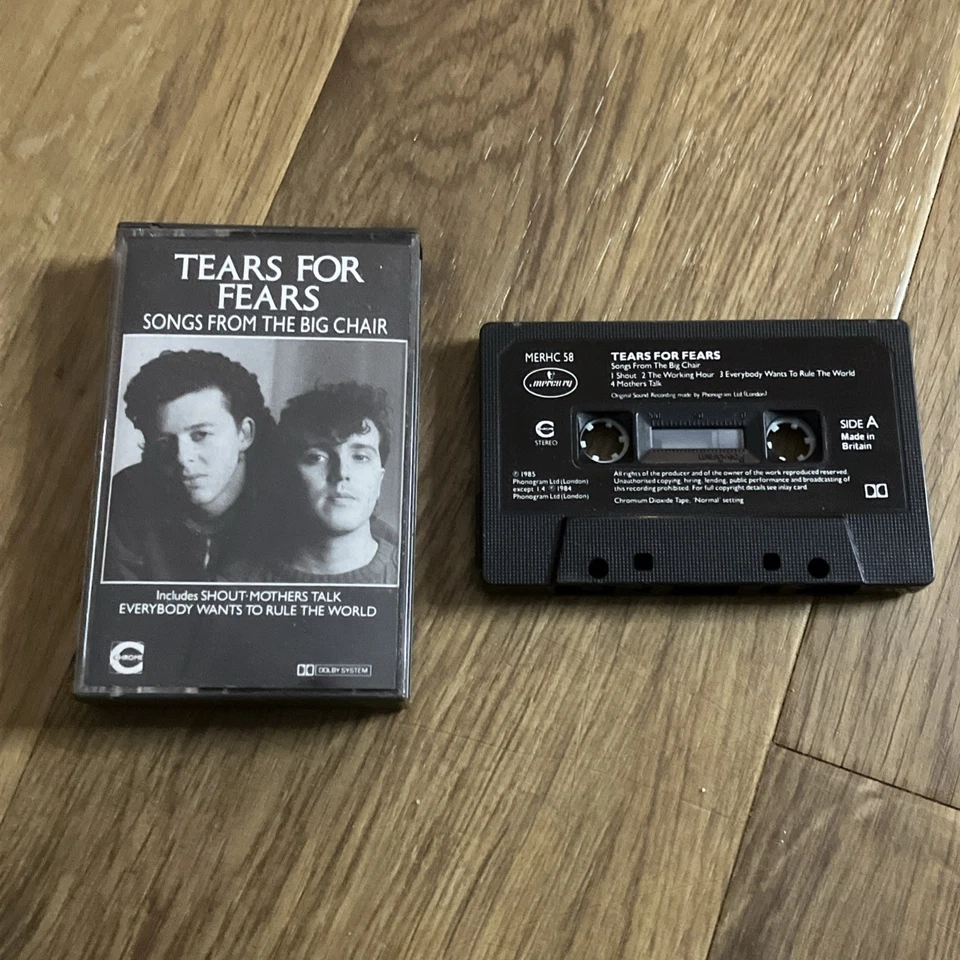 TEARS FOR
FEARS
SONGS FROM THE BIG CHAIR
Includes SHOUT·MOTHERS TALK
EVERYBODY WANTS TO RULE THE WORLD
CHROME
DOLBY SYSTEM
MERHC 58
mercury
TEARS FOR FEARS
Songs From The Big Chair
1 Shout 2 The Working Hour 3 Everybody Wants To Rule The World
4 Mothers Talk
Original Sound Recording made by Phonogram Ltd (London)
STEREO
SIDE A
Made in
Britain
℗ 1985
Phonogram Ltd (London)
except 1,4 ℗ 1984
Phonogram Ltd (London)
All rights of the producer and of the owner of the work reproduced reserved.
Unauthorised copying, hiring, lending, public performance and broadcasting of
this recording prohibited. For full copyright details see inlay card.
Chromium Dioxide Tape, 'Normal' setting